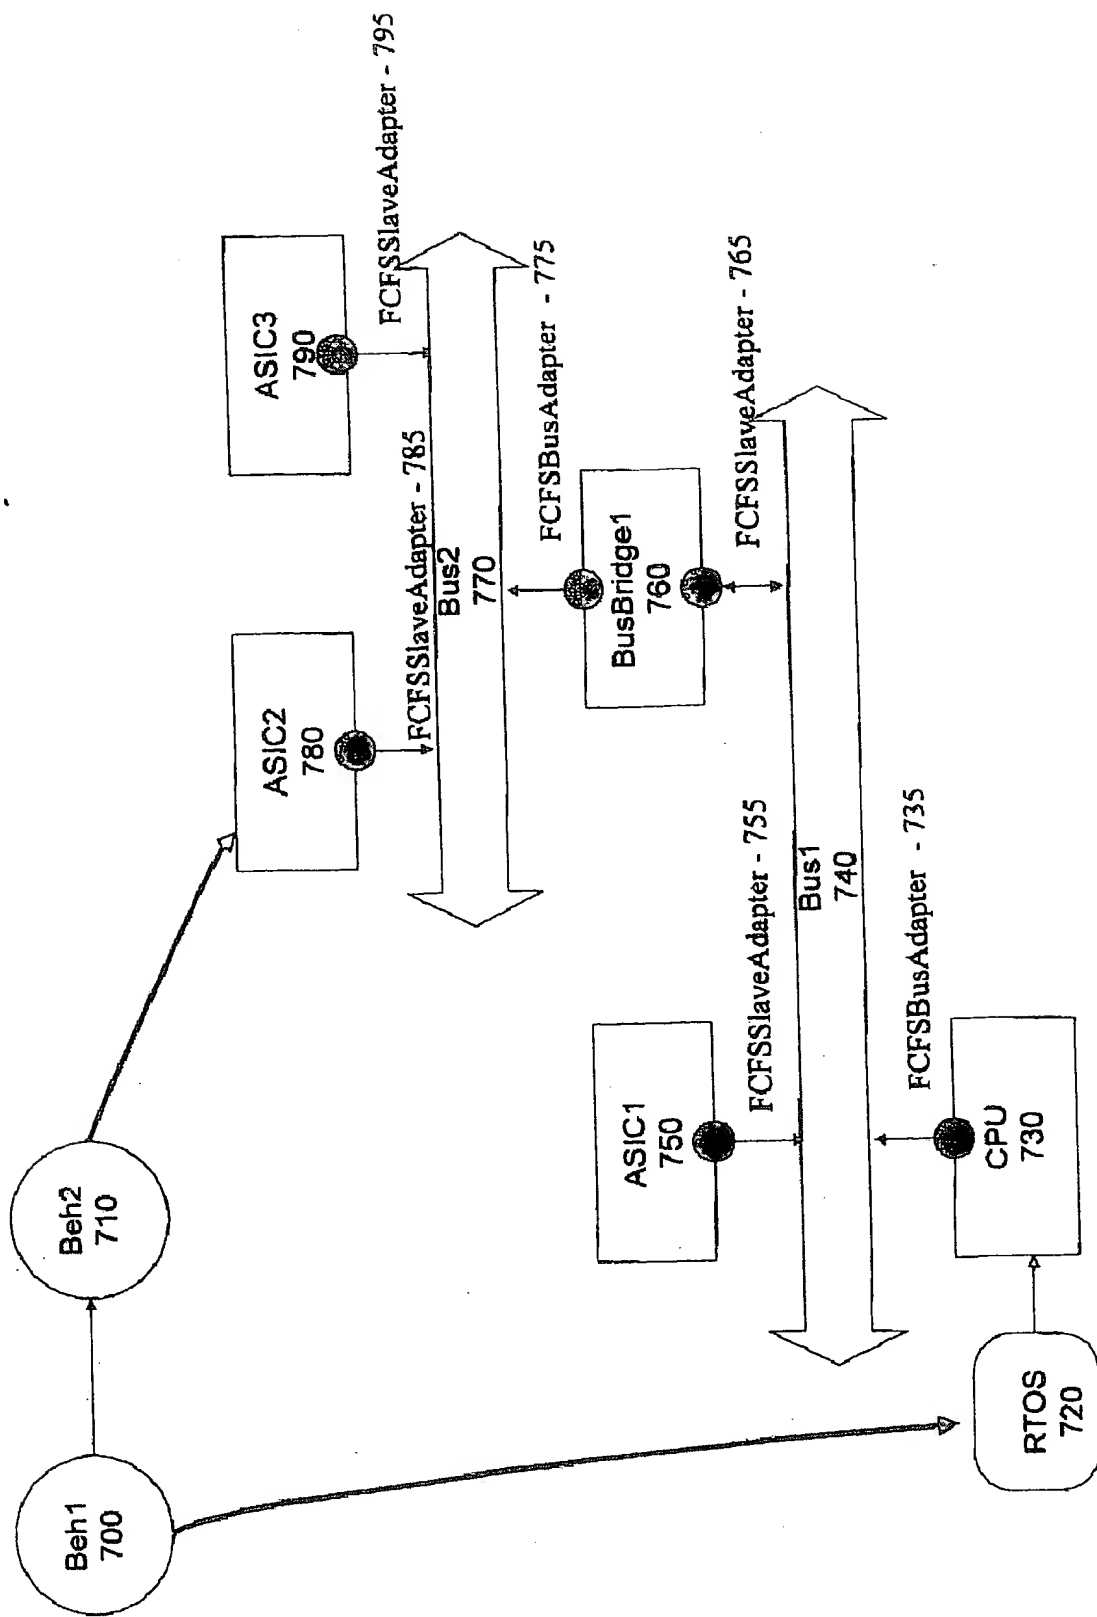 Beh1
700
Beh2
710
ASIC2
780
ASIC3
790
FCFSSlaveAdapter - 785
FCFSSlaveAdapter - 795
Bus2
770
FCFSBusAdapter - 775
BusBridge1
760
ASIC1
750
FCFSSlaveAdapter - 755
FCFSSlaveAdapter - 765
Bus1
740
FCFSBusAdapter - 735
RTOS
720
CPU
730